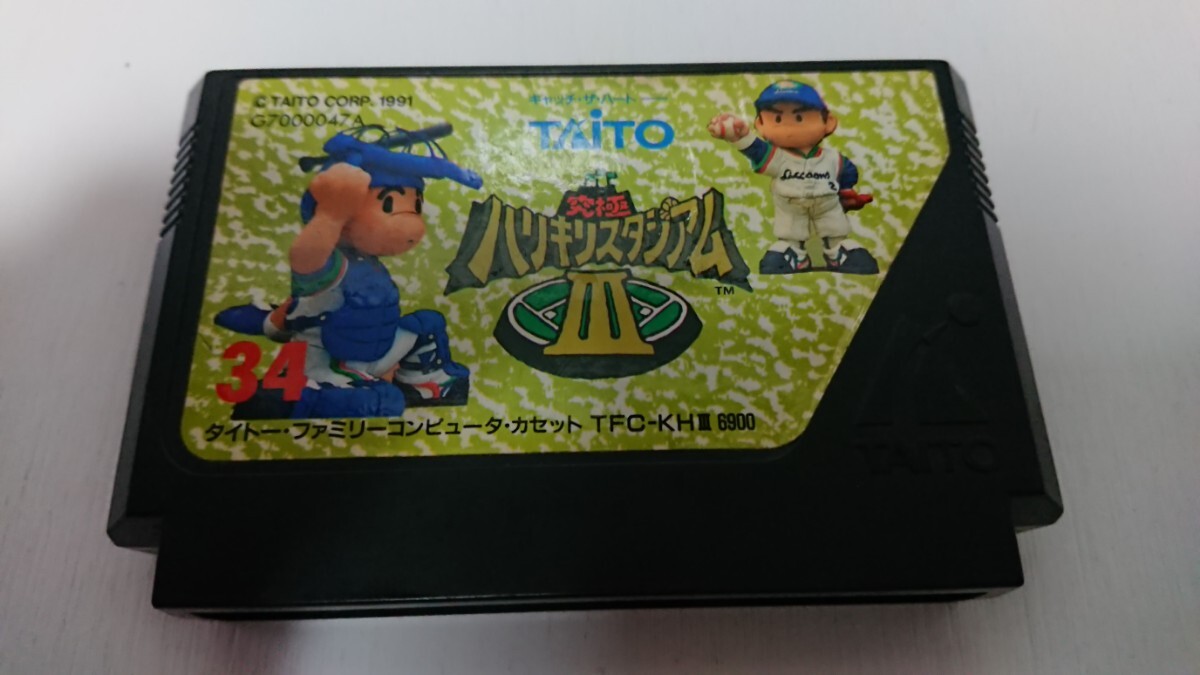 © TAITO CORP. 1991
G7000047A
キャッチ・ザ・ハート
TAITO
究極
ハリキリスタジアム
III
TM
2
34
タイトー・ファミリーコンピュータ・カセット TFC-KHIII 6900
TAITO